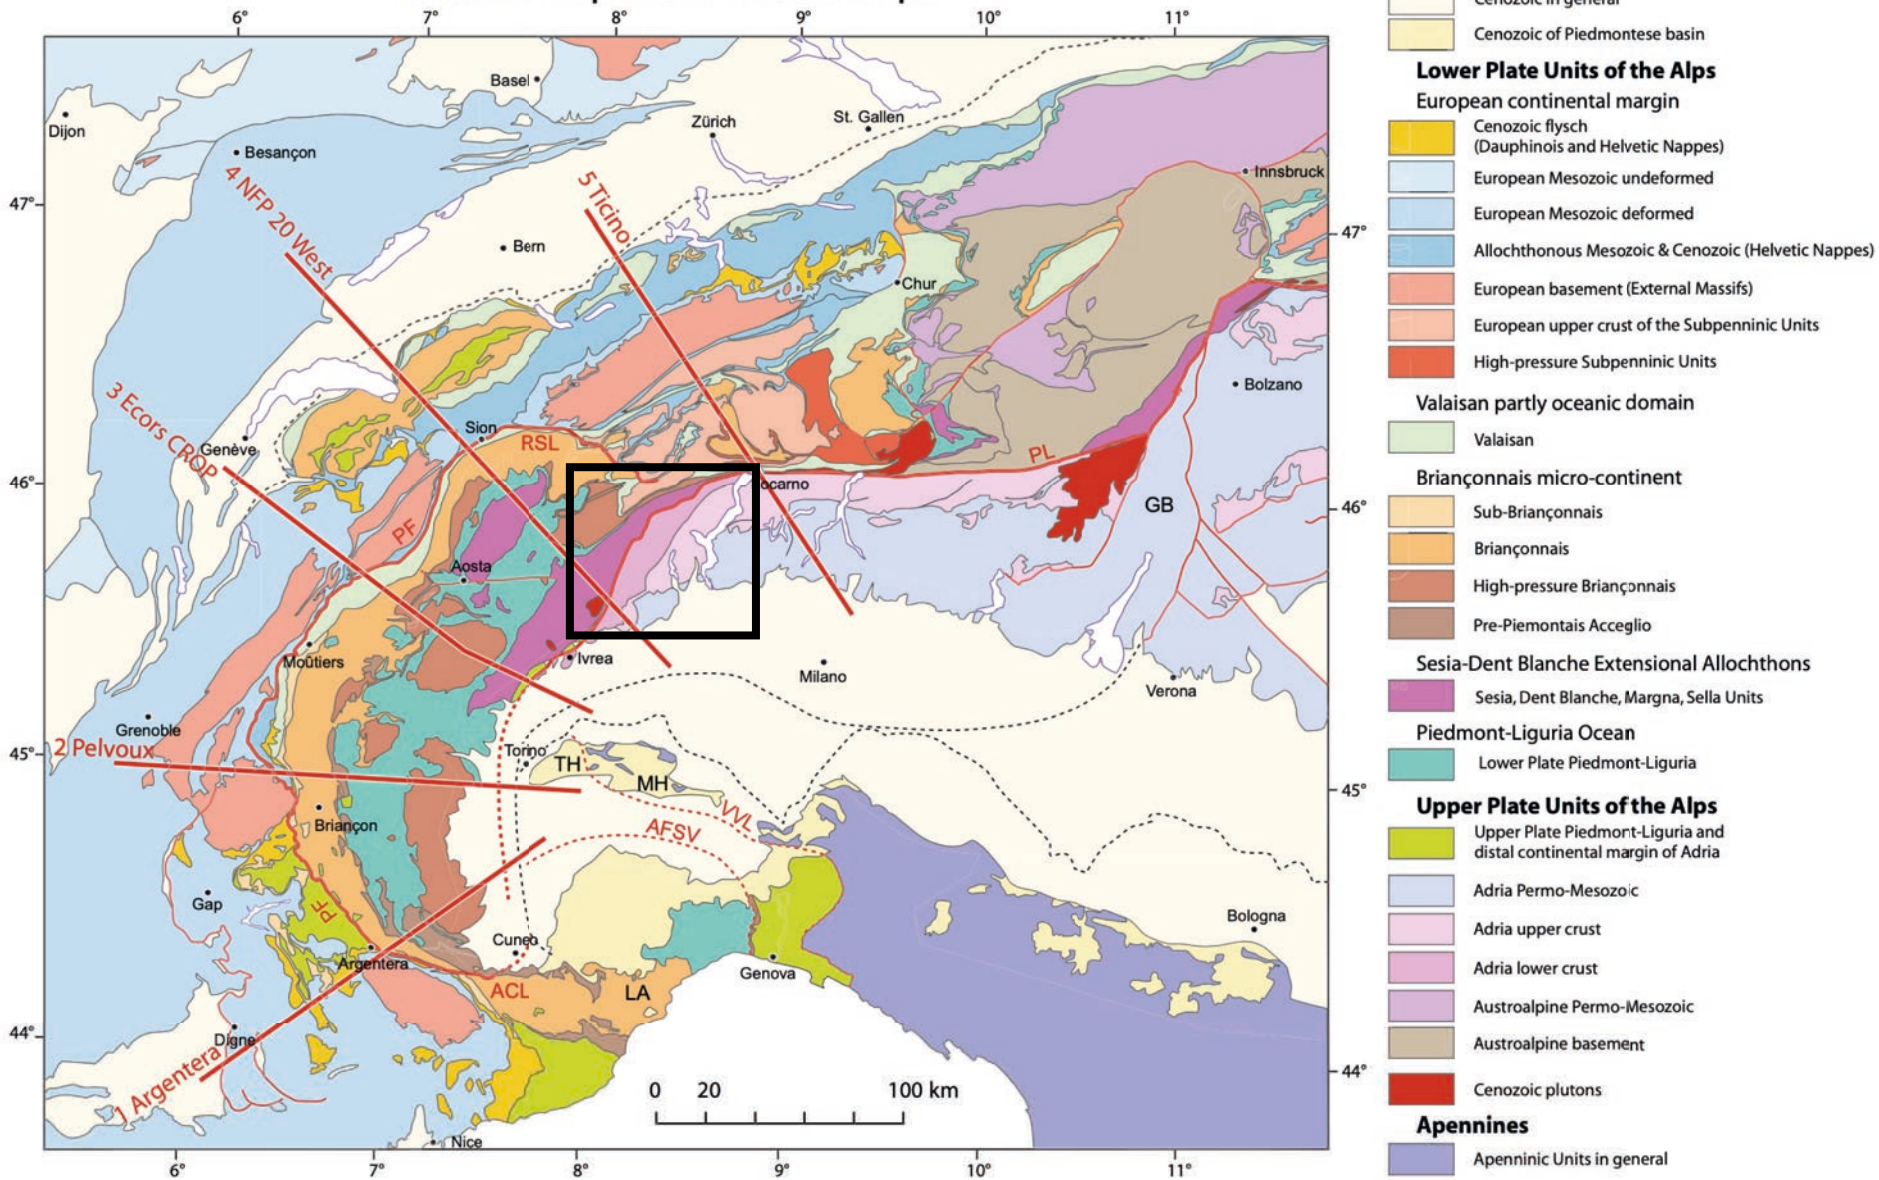 6°
7°
8°
9°
10°
11°
Basel
Dijon
Besançon
Zürich
St. Gallen
Innsbruck
4 NFP 20 West
5 Ticino
47°
47°
Bern
Chur
Bolzano
3 Ecors CROP
Genève
Sion
RSL
PL
46°
46°
ocarno
GB
PF
Aosta
Moûtiers
Ivrea
Milano
Verona
Grenoble
2 Pelvoux
45°
45°
Torino
TH
MH
VVL
AFSV
Briançon
Gap
PF
Cuneo
Argentera
Genova
Bologna
ACL
LA
44°
44°
Digne
1 Argentera
Nice
0 20 100 km
6°
7°
8°
9°
10°
11°
Cenozoic in general
Cenozoic of Piedmontese basin
Lower Plate Units of the Alps
European continental margin
Cenozoic flysch
(Dauphinois and Helvetic Nappes)
European Mesozoic undeformed
European Mesozoic deformed
Allochthonous Mesozoic & Cenozoic (Helvetic Nappes)
European basement (External Massifs)
European upper crust of the Subpenninic Units
High-pressure Subpenninic Units
Valaisan partly oceanic domain
Valaisan
Briançonnais micro-continent
Sub-Briançonnais
Briançonnais
High-pressure Briançonnais
Pre-Piemontais Acceglio
Sesia-Dent Blanche Extensional Allochthons
Sesia, Dent Blanche, Margna, Sella Units
Piedmont-Liguria Ocean
Lower Plate Piedmont-Liguria
Upper Plate Units of the Alps
Upper Plate Piedmont-Liguria and
distal continental margin of Adria
Adria Permo-Mesozoic
Adria upper crust
Adria lower crust
Austroalpine Permo-Mesozoic
Austroalpine basement
Cenozoic plutons
Apennines
Apenninic Units in general